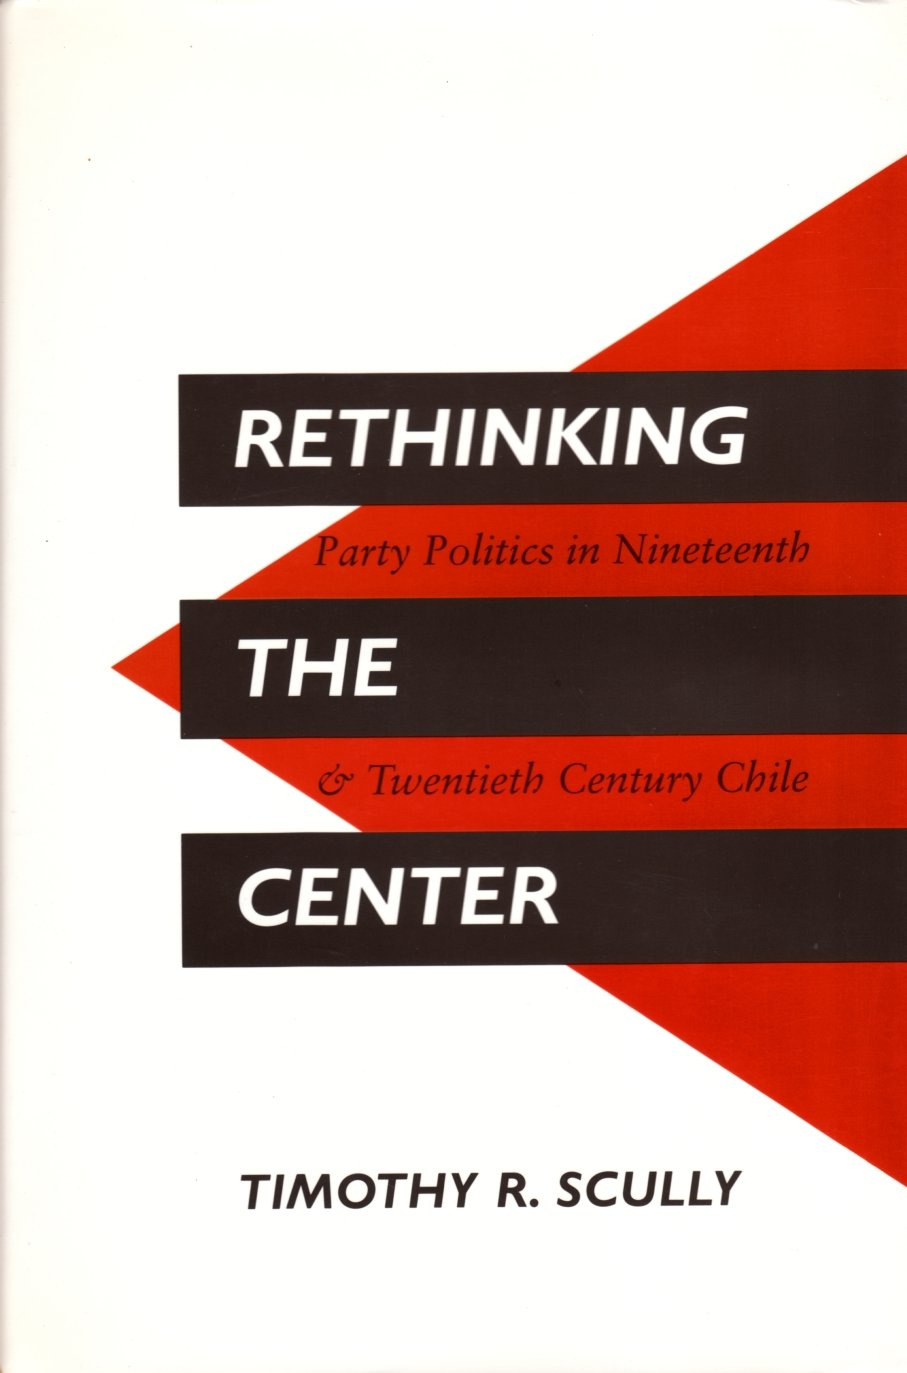 RETHINKING
Party Politics in Nineteenth
THE
& Twentieth Century Chile
CENTER
TIMOTHY R. SCULLY